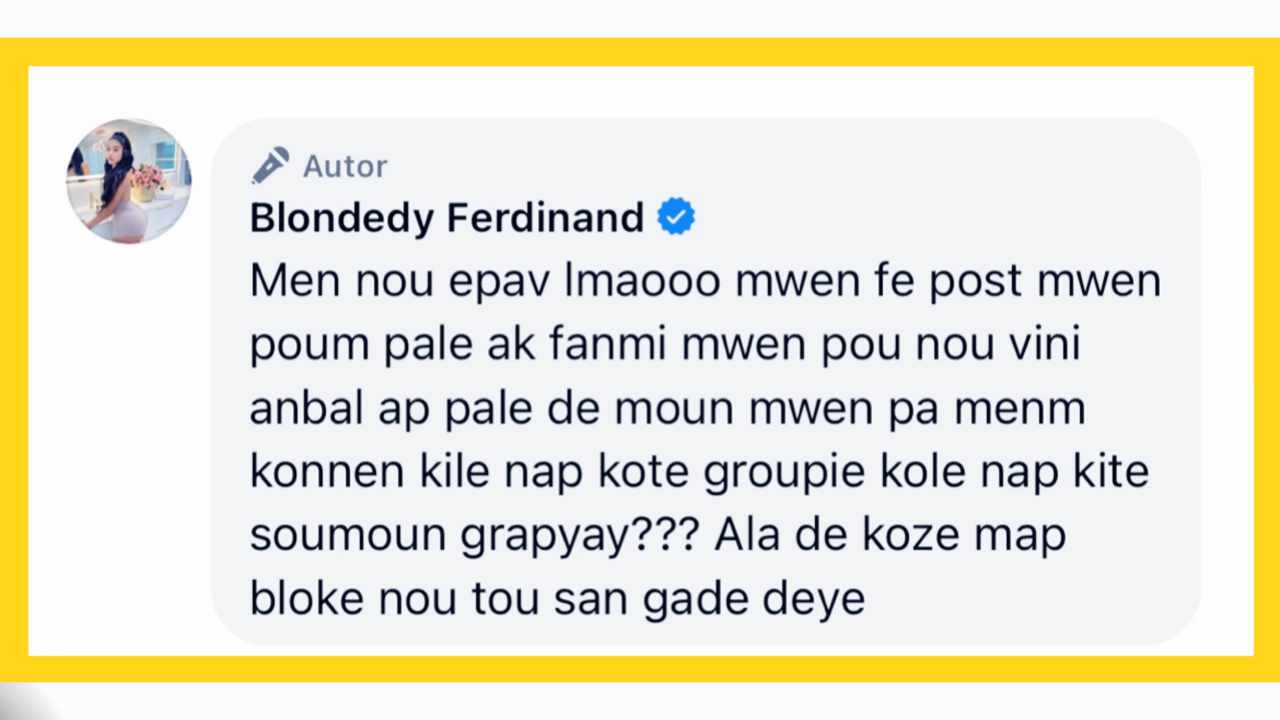 Autor
Blondedy Ferdinand
Men nou epav lmaooo mwen fe post mwen
poum pale ak fanmi mwen pou nou vini
anbal ap pale de moun mwen pa menm
konnen kile nap kote groupie kole nap kite
soumoun grapyay??? Ala de koze map
bloke nou tou san gade deye